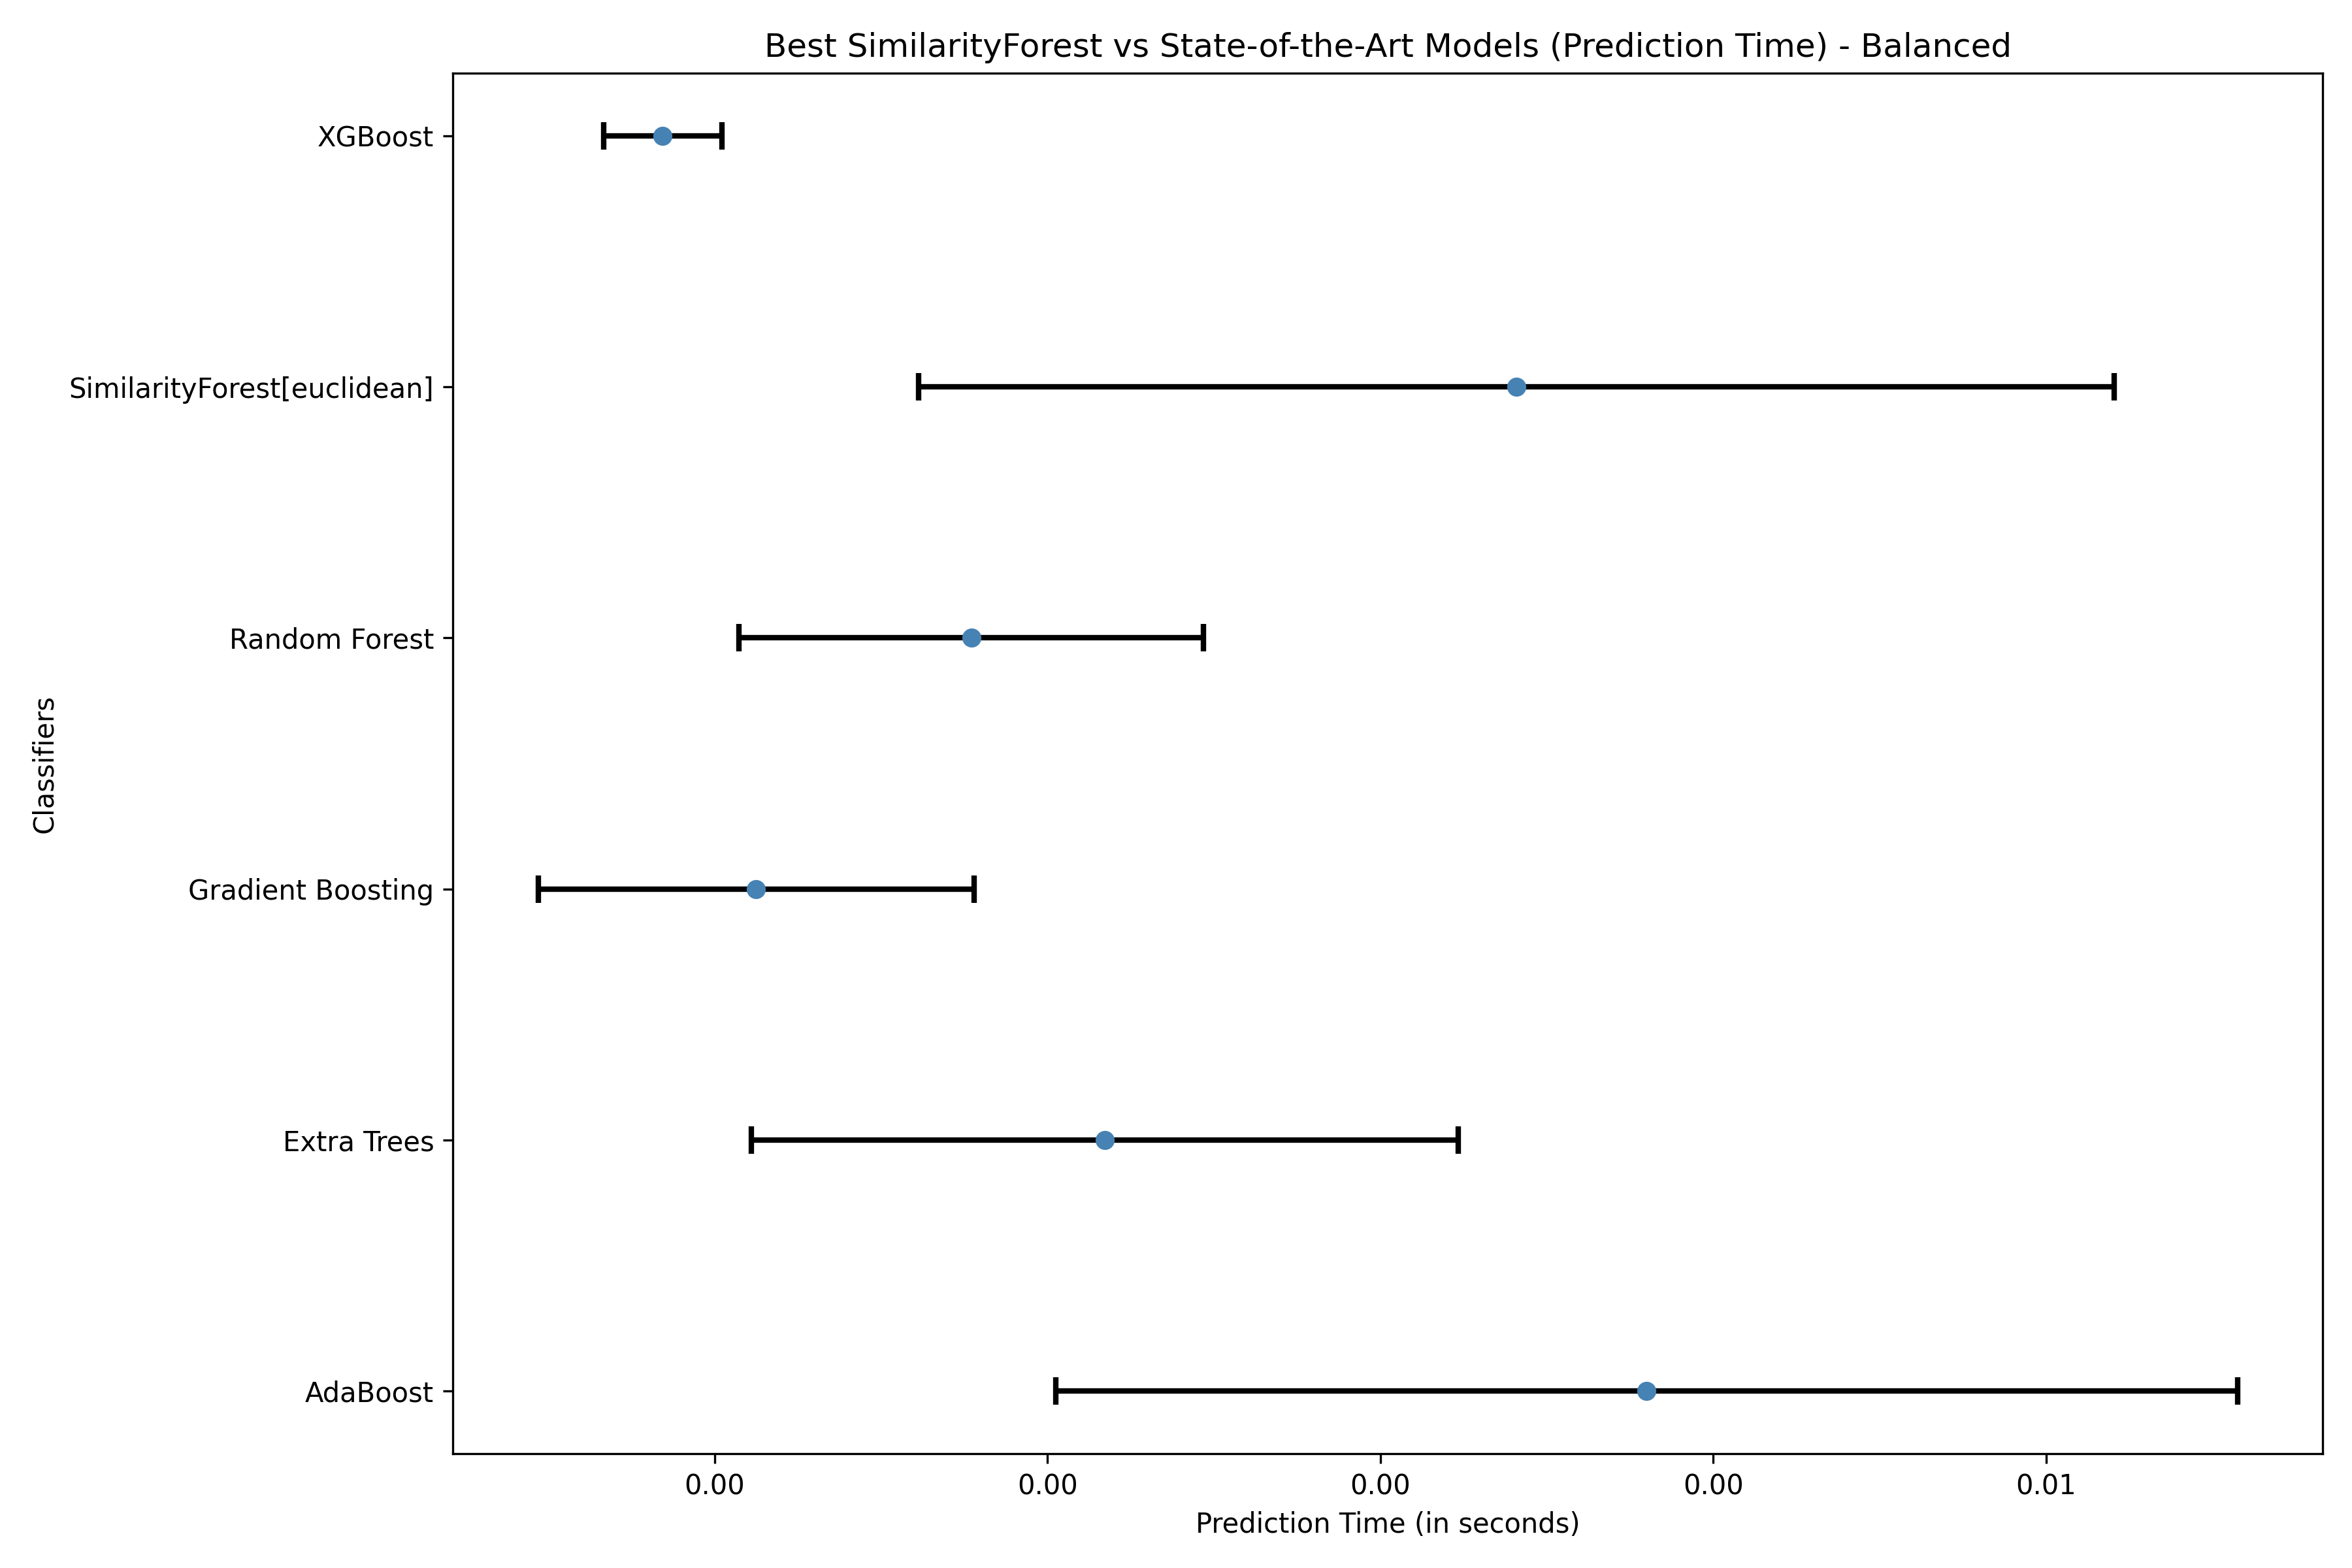 Best SimilarityForest vs State-of-the-Art Models (Prediction Time) - Balanced
XGBoost
SimilarityForest[euclidean]
Random Forest
Classifiers
Gradient Boosting
Extra Trees
AdaBoost
0.00 0.00 0.00 0.00 0.01
Prediction Time (in seconds)